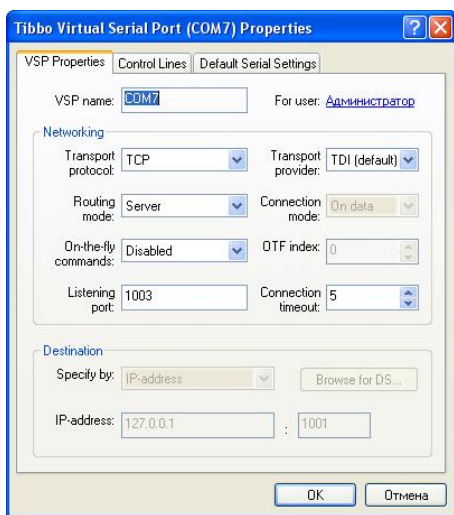 Tibbo Virtual Serial Port (COM7) Properties
VSP Properties Control Lines Default Serial Settings
VSP name: COM7 For user: Администратор
Networking
Transport protocol: TCP Transport provider: TDI (default)
Routing mode: Server Connection mode: On data
On-the-fly commands: Disabled OTF index: 0
Listening port: 1003 Connection timeout: 5
Destination
Specify by: IP-address Browse for DS...
IP-address: 127.0.0.1 : 1001
OK Отмена